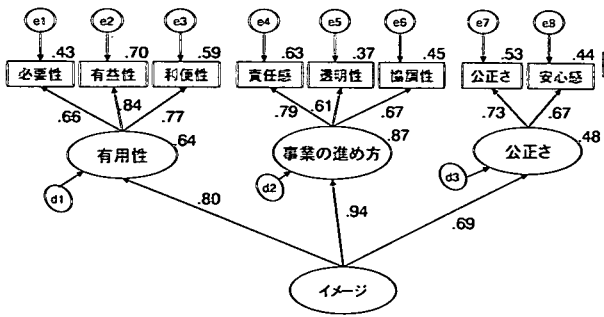 e1 e2 e3 e4 e5 e6 e7 e8
.43 .70 .59 .63 .37 .45 .53 .44
必要性 有益性 利便性 責任感 透明性 協調性 公正さ 安心感
.66 .84 .77 .79 .61 .67 .73 .67
有用性 .64 事業の進め方 .87 公正さ .48
d1 d2 d3
.80 .94 .69
イメージ